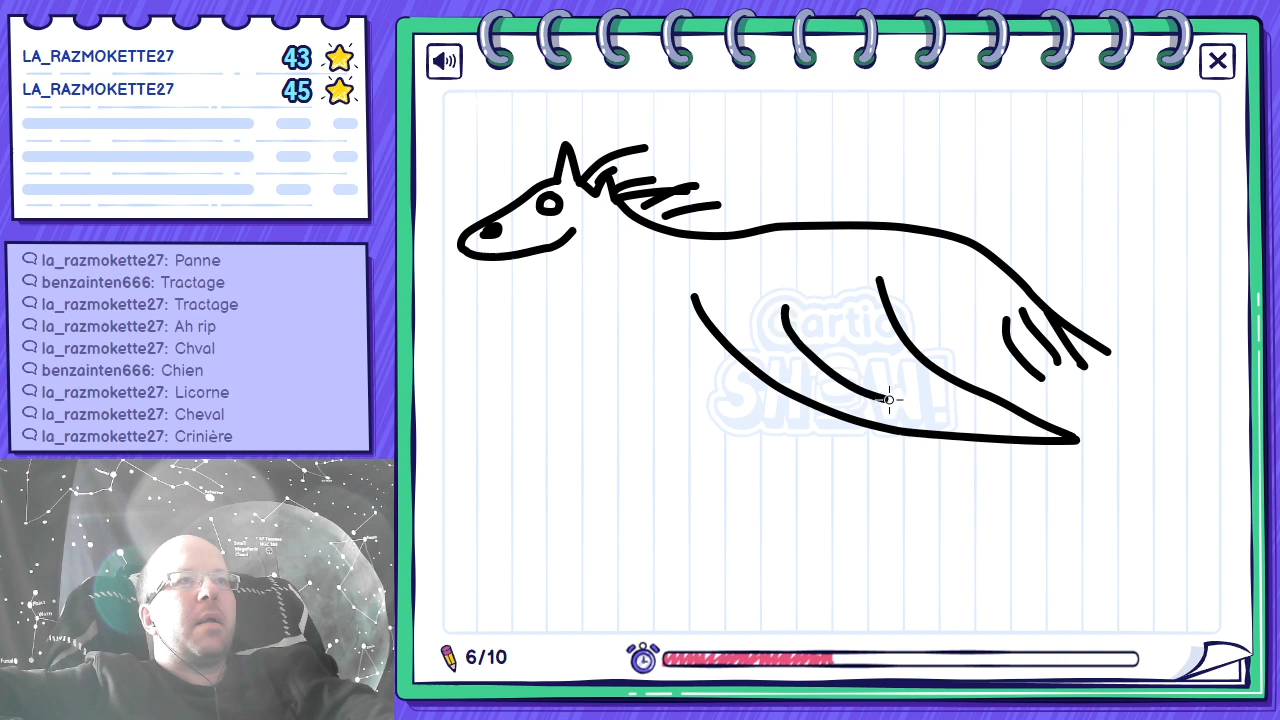 LA_RAZMOKETTE27 43
LA_RAZMOKETTE27 45
la_razmokette27: Panne
benzainten666: Tractage
la_razmokette27: Tractage
la_razmokette27: Ah rip
la_razmokette27: Chval
benzainten666: Chien
la_razmokette27: Licorne
la_razmokette27: Cheval
la_razmokette27: Crinière
Gartic
SHOW!
6/10